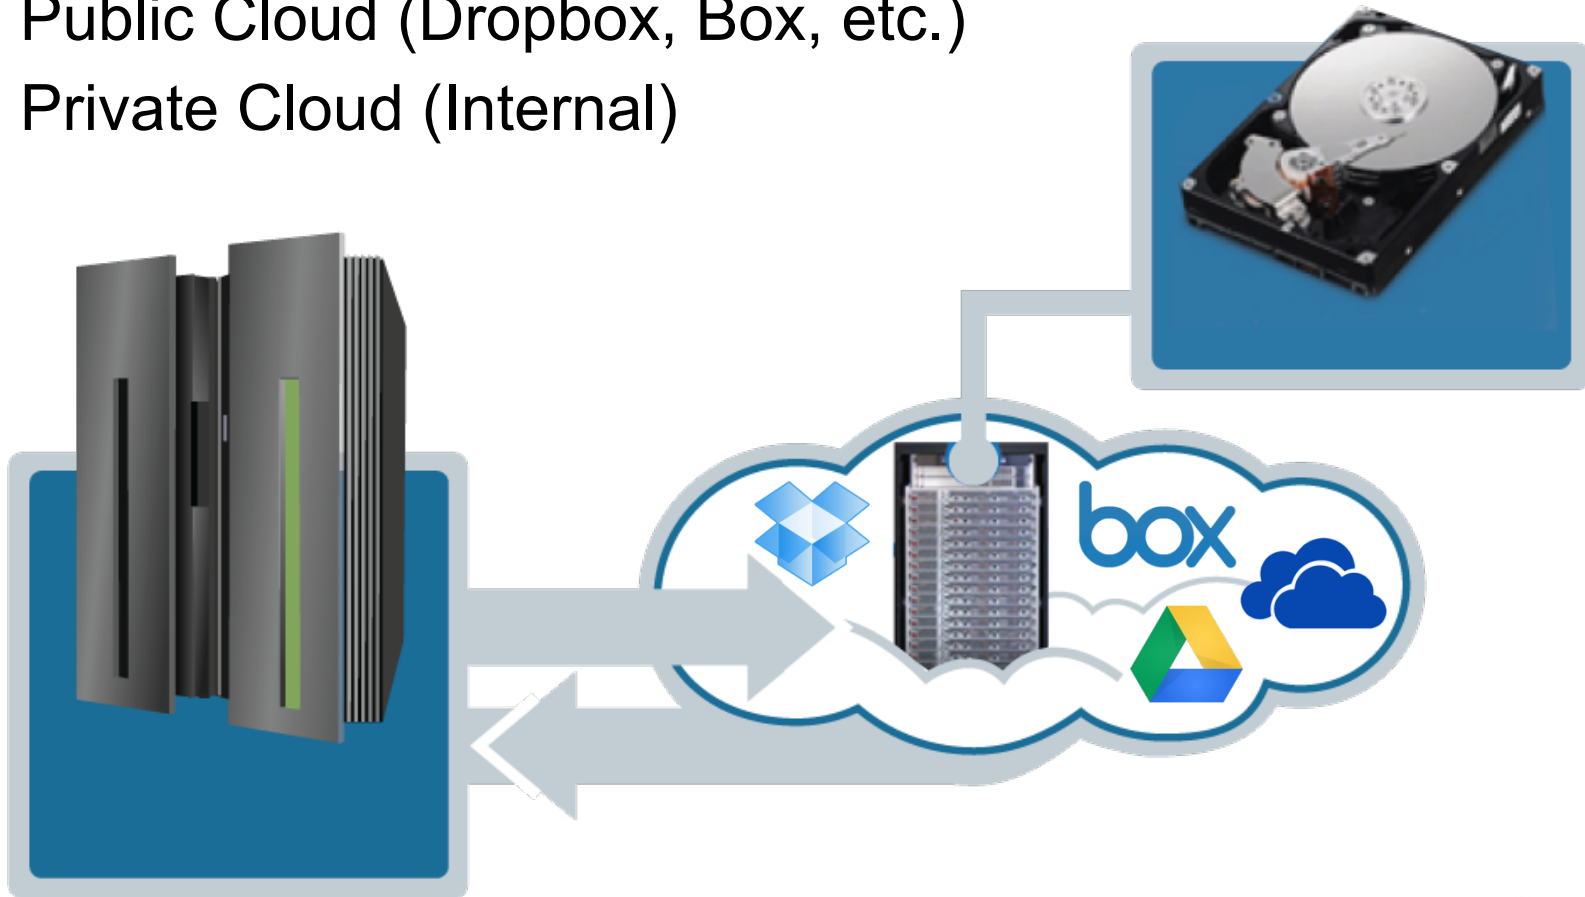 Public Cloud (Dropbox, Box, etc.)
Private Cloud (Internal)
box